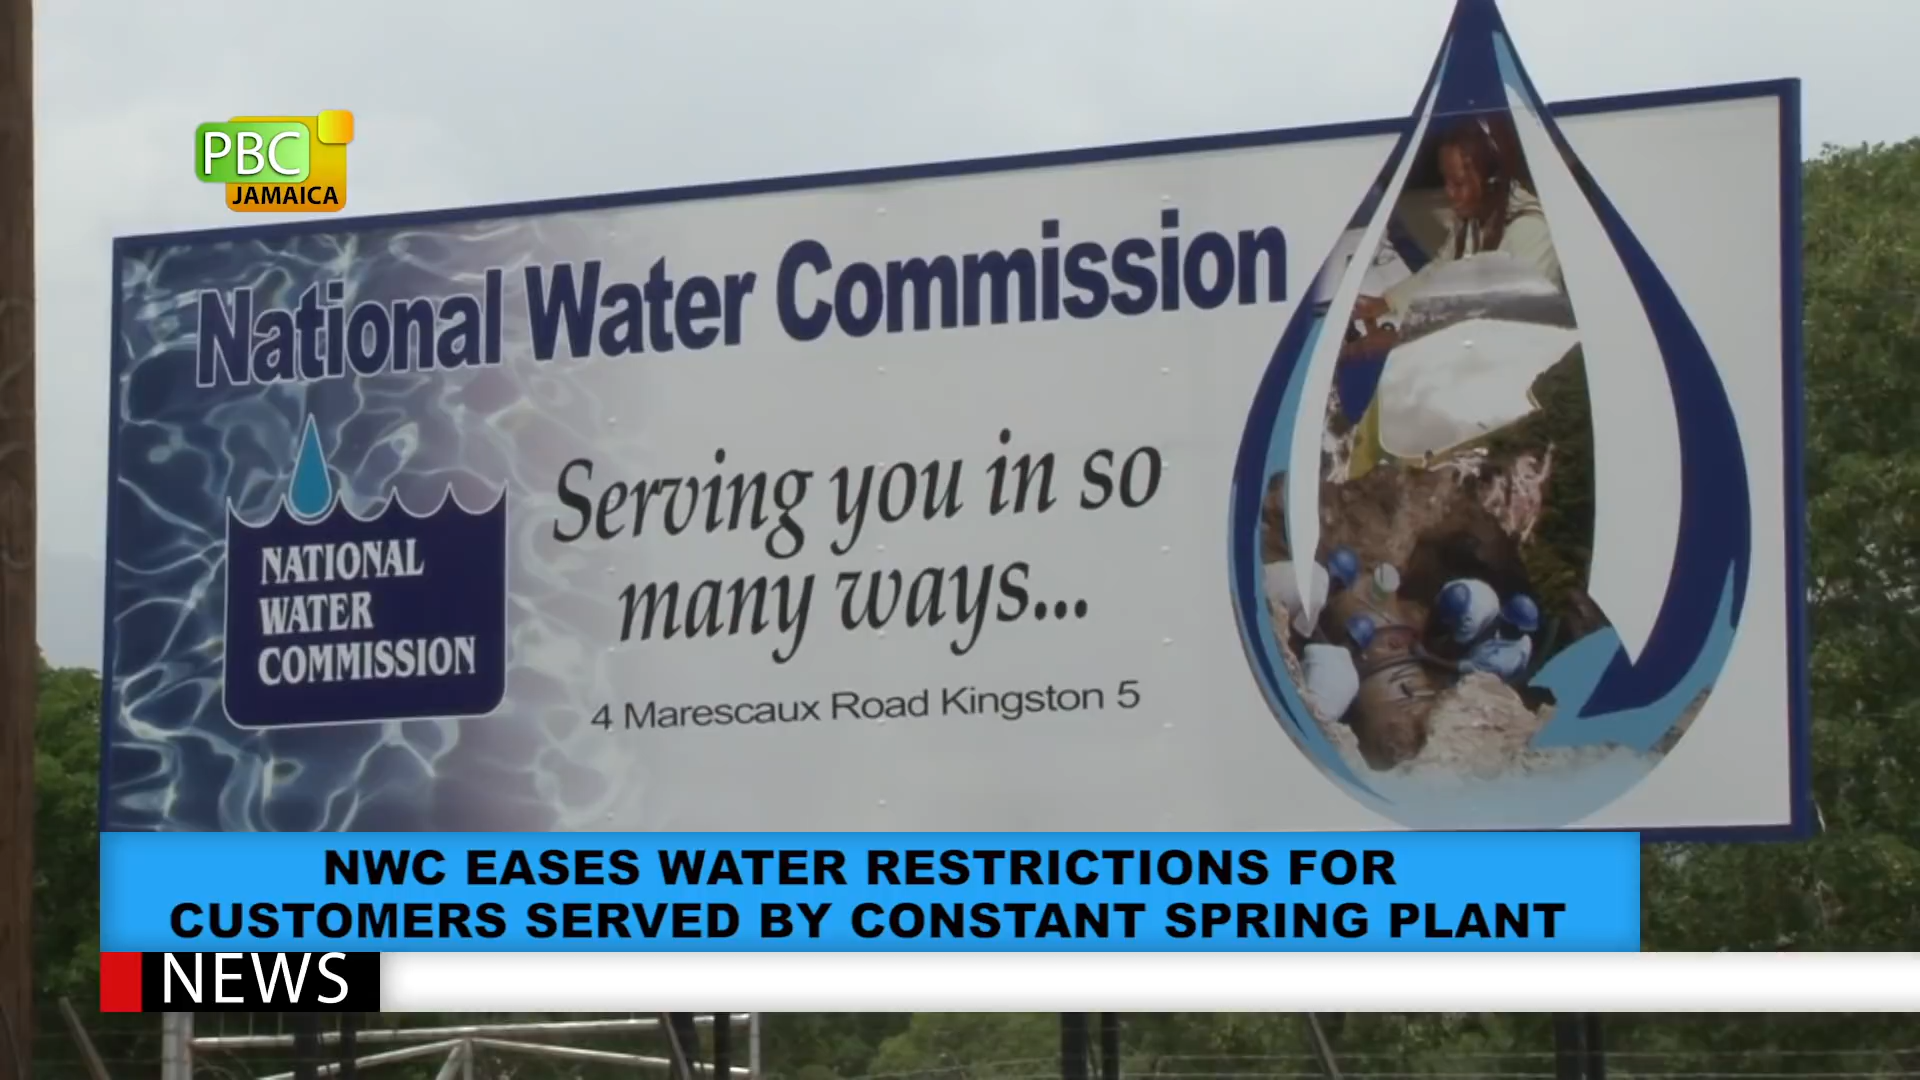 PBC
JAMAICA
National Water Commission
Serving you in so
many ways...
4 Marescaux Road Kingston 5
NATIONAL
WATER
COMMISSION
NWC EASES WATER RESTRICTIONS FOR
CUSTOMERS SERVED BY CONSTANT SPRING PLANT
NEWS